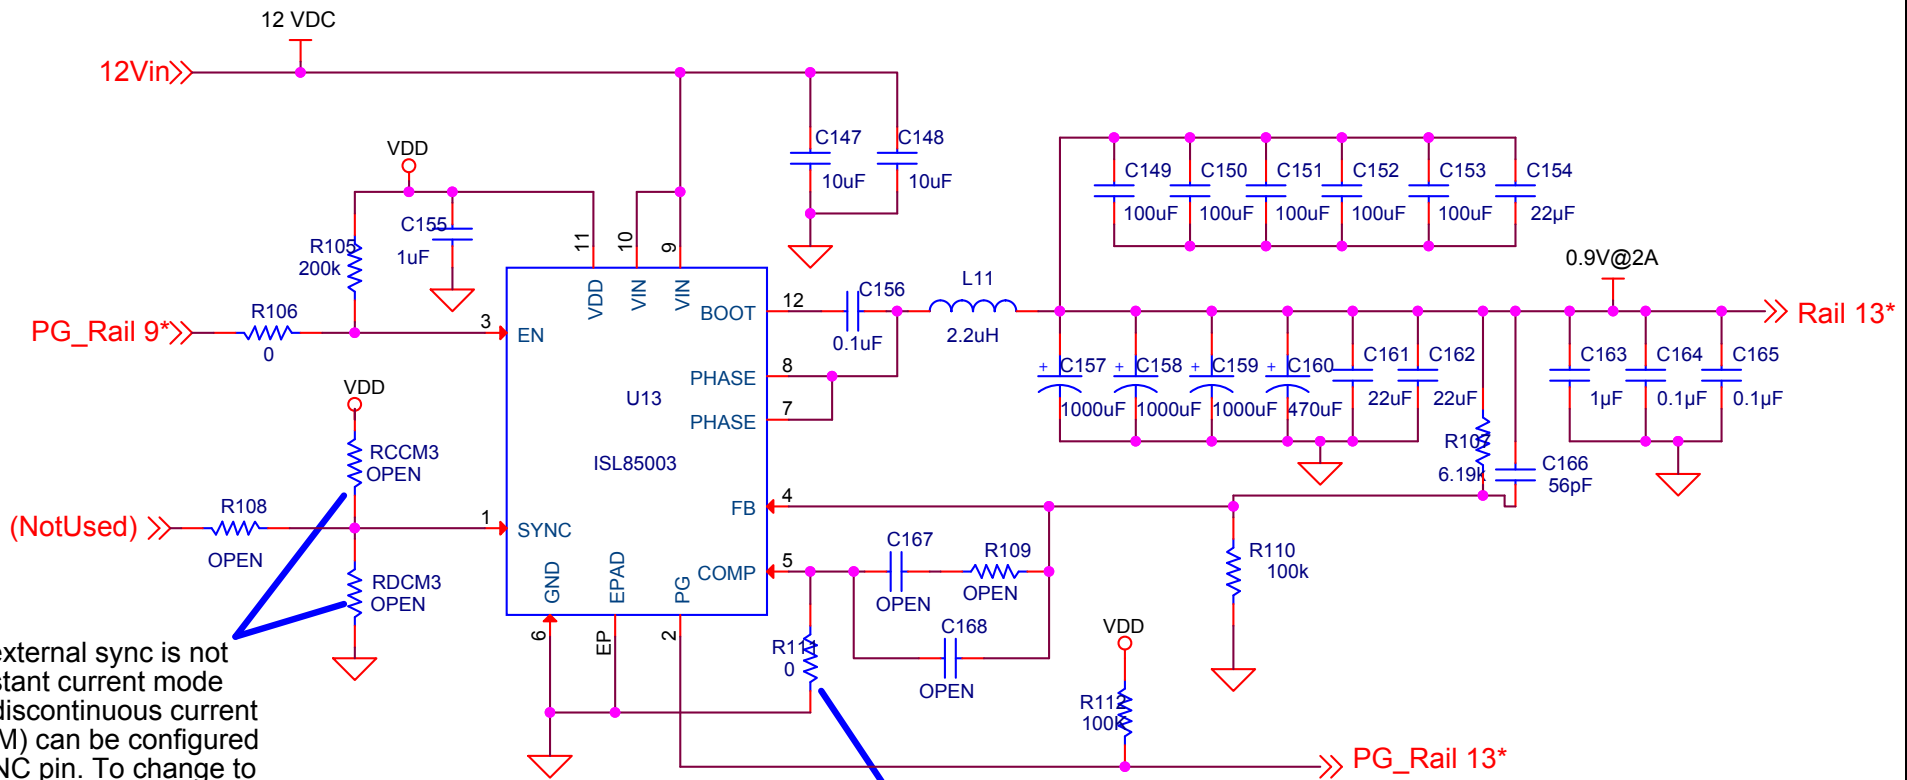 12 VDC
12Vin
VDD
C155
1uF
R105
200k
R106
0
PG_Rail 9*
C147
10uF
C148
10uF
C149
100uF
C150
100uF
C151
100uF
C152
100uF
C153
100uF
C154
22µF
0.9V@2A
Rail 13*
11
10
9
VDD
VIN
VIN
3
EN
BOOT
12
C156
0.1uF
L11
2.2uH
PHASE
8
PHASE
7
U13
ISL85003
+
C157
1000uF
+
C158
1000uF
+
C159
1000uF
+
C160
470uF
C161
22uF
C162
22uF
C163
1µF
C164
0.1µF
C165
0.1µF
R107
6.19k
C166
56pF
VDD
RCCM3
OPEN
(NotUsed)
R108
OPEN
1
SYNC
RDCM3
OPEN
FB
4
COMP
5
C167
OPEN
R109
OPEN
C168
OPEN
R110
100k
GND
EPAD
PG
6
EP
2
R111
0
VDD
R112
100k
PG_Rail 13*
external sync is not
stant current mode
discontinuous current
M) can be configured
NC pin. To change to